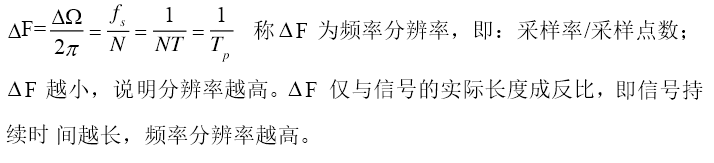 ΔF=ΔΩ/2π=f_s/N=1/NT=1/T_p 称 ΔF 为频率分辨率，即：采样率/采样点数；
ΔF 越小，说明分辨率越高。ΔF 仅与信号的实际长度成反比，即信号持
续时 间越长，频率分辨率越高。